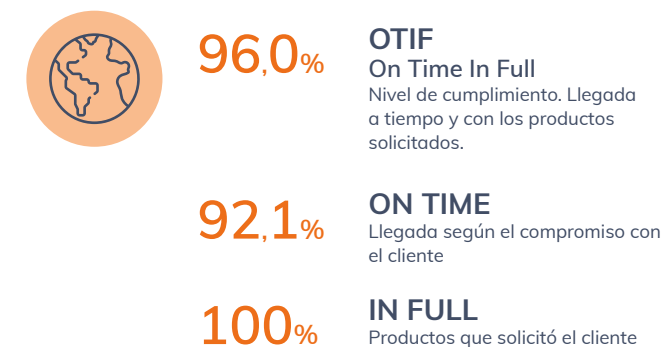 96,0%
OTIF
On Time In Full
Nivel de cumplimiento. Llegada
a tiempo y con los productos
solicitados.
92,1%
ON TIME
Llegada según el compromiso con
el cliente
100%
IN FULL
Productos que solicitó el cliente